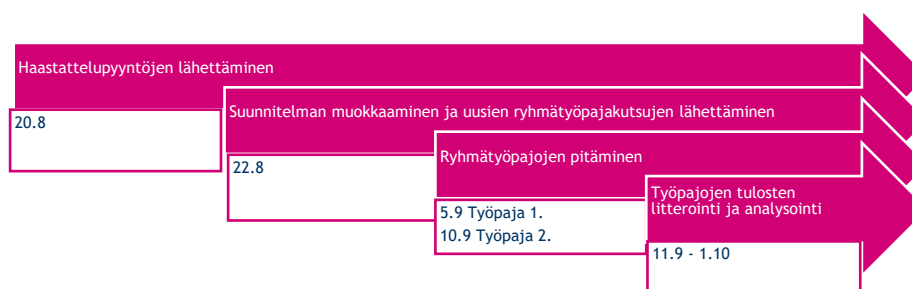 Haastattelupyyntöjen lähettäminen
20.8
Suunnitelman muokkaaminen ja uusien ryhmätyöpajakutsujen lähettäminen
22.8
Ryhmätyöpajojen pitäminen
5.9 Työpaja 1.
10.9 Työpaja 2.
Työpajojen tulosten
litterointi ja analysointi
11.9 - 1.10